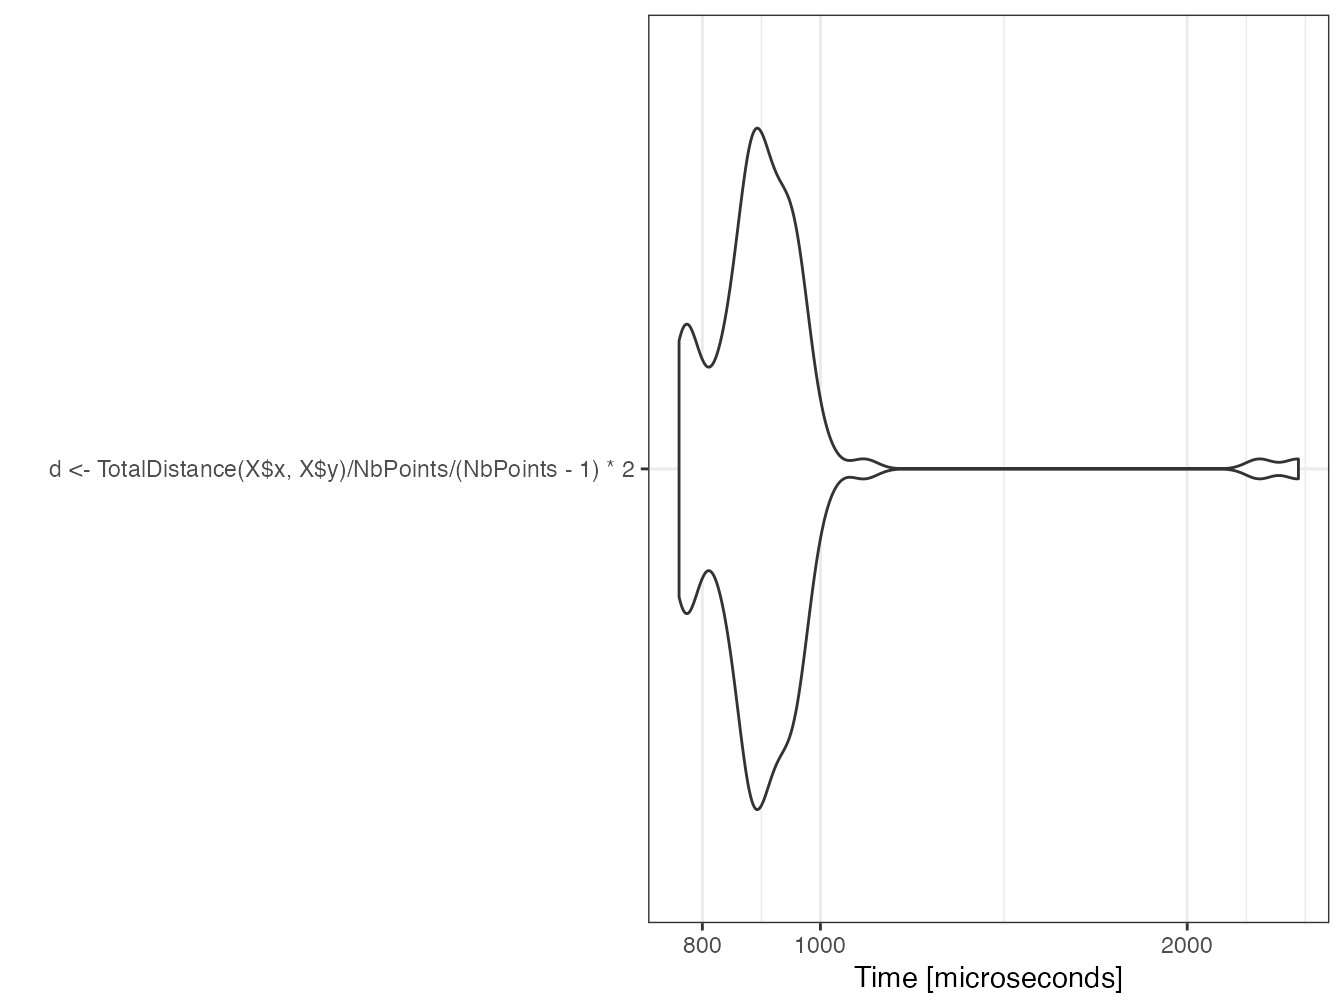 d <- TotalDistance(X$x, X$y)/NbPoints/(NbPoints - 1) * 2
800 1000 2000
Time [microseconds]